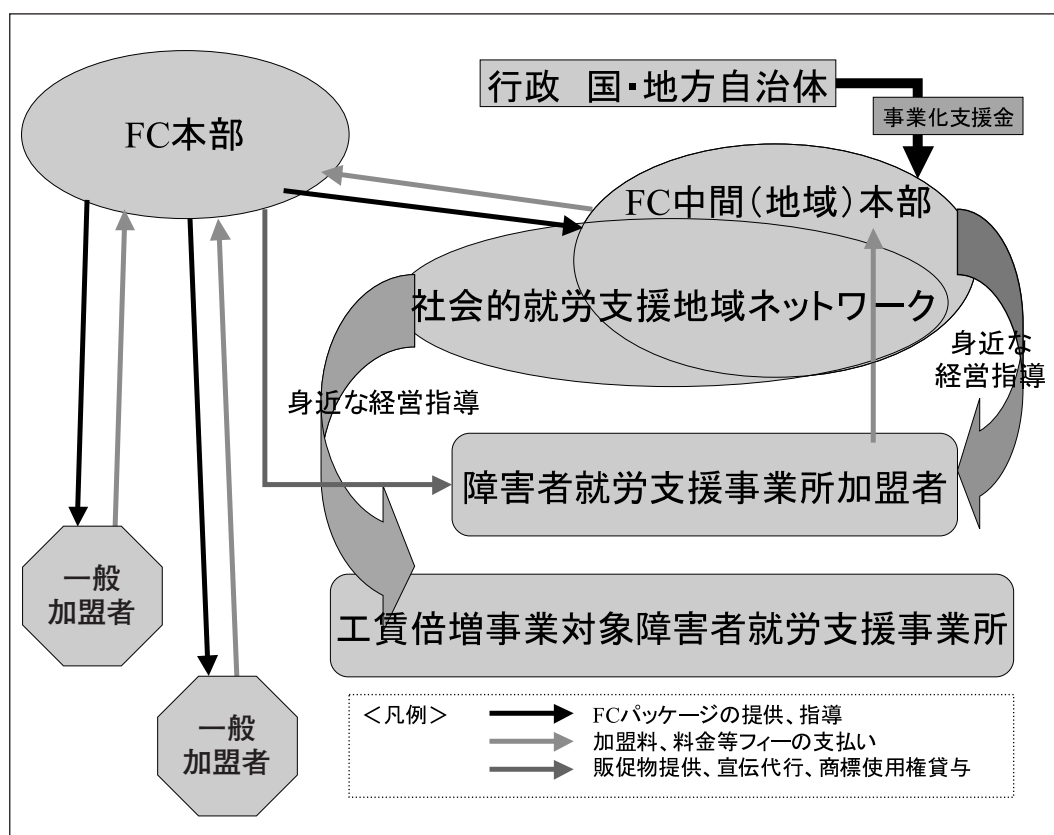 行政 国・地方自治体
事業化支援金
FC本部
FC中間(地域)本部
社会的就労支援地域ネットワーク
身近な
経営指導
身近な経営指導
障害者就労支援事業所加盟者
一般
加盟者
工賃倍増事業対象障害者就労支援事業所
一般
加盟者
<凡例>
FCパッケージの提供、指導
加盟料、料金等フィーの支払い
販促物提供、宣伝代行、商標使用権貸与